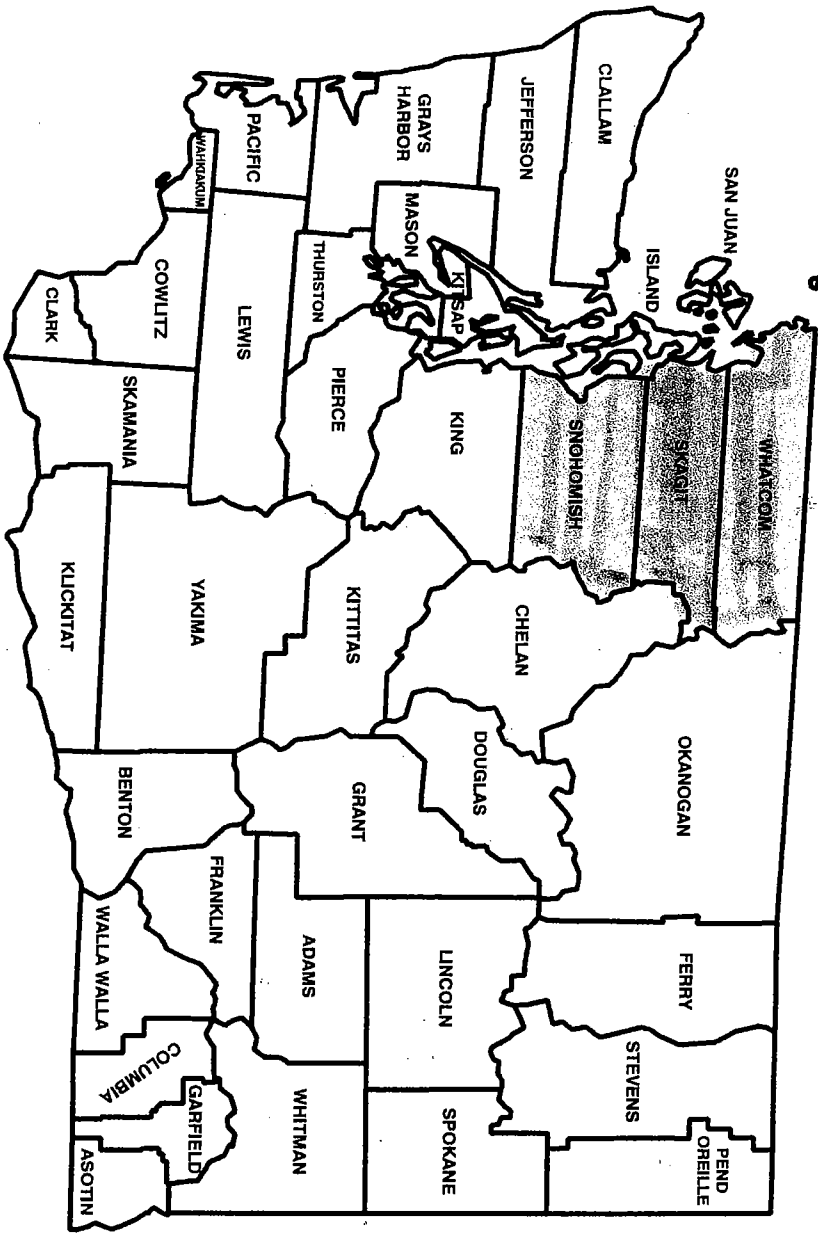 WHATCOM
SKAGIT
SNOHOMISH
SAN JUAN
ISLAND
CLALLAM
JEFFERSON
GRAYS
HARBOR
MASON
KITSAP
KING
PIERCE
THURSTON
PACIFIC
LEWIS
WAHKIAKUM
COWLITZ
CLARK
SKAMANIA
KLICKITAT
YAKIMA
KITTITAS
CHELAN
OKANOGAN
DOUGLAS
GRANT
BENTON
FRANKLIN
ADAMS
LINCOLN
FERRY
STEVENS
PEND
OREILLE
SPOKANE
WHITMAN
WALLA WALLA
COLUMBIA
GARFIELD
ASOTIN